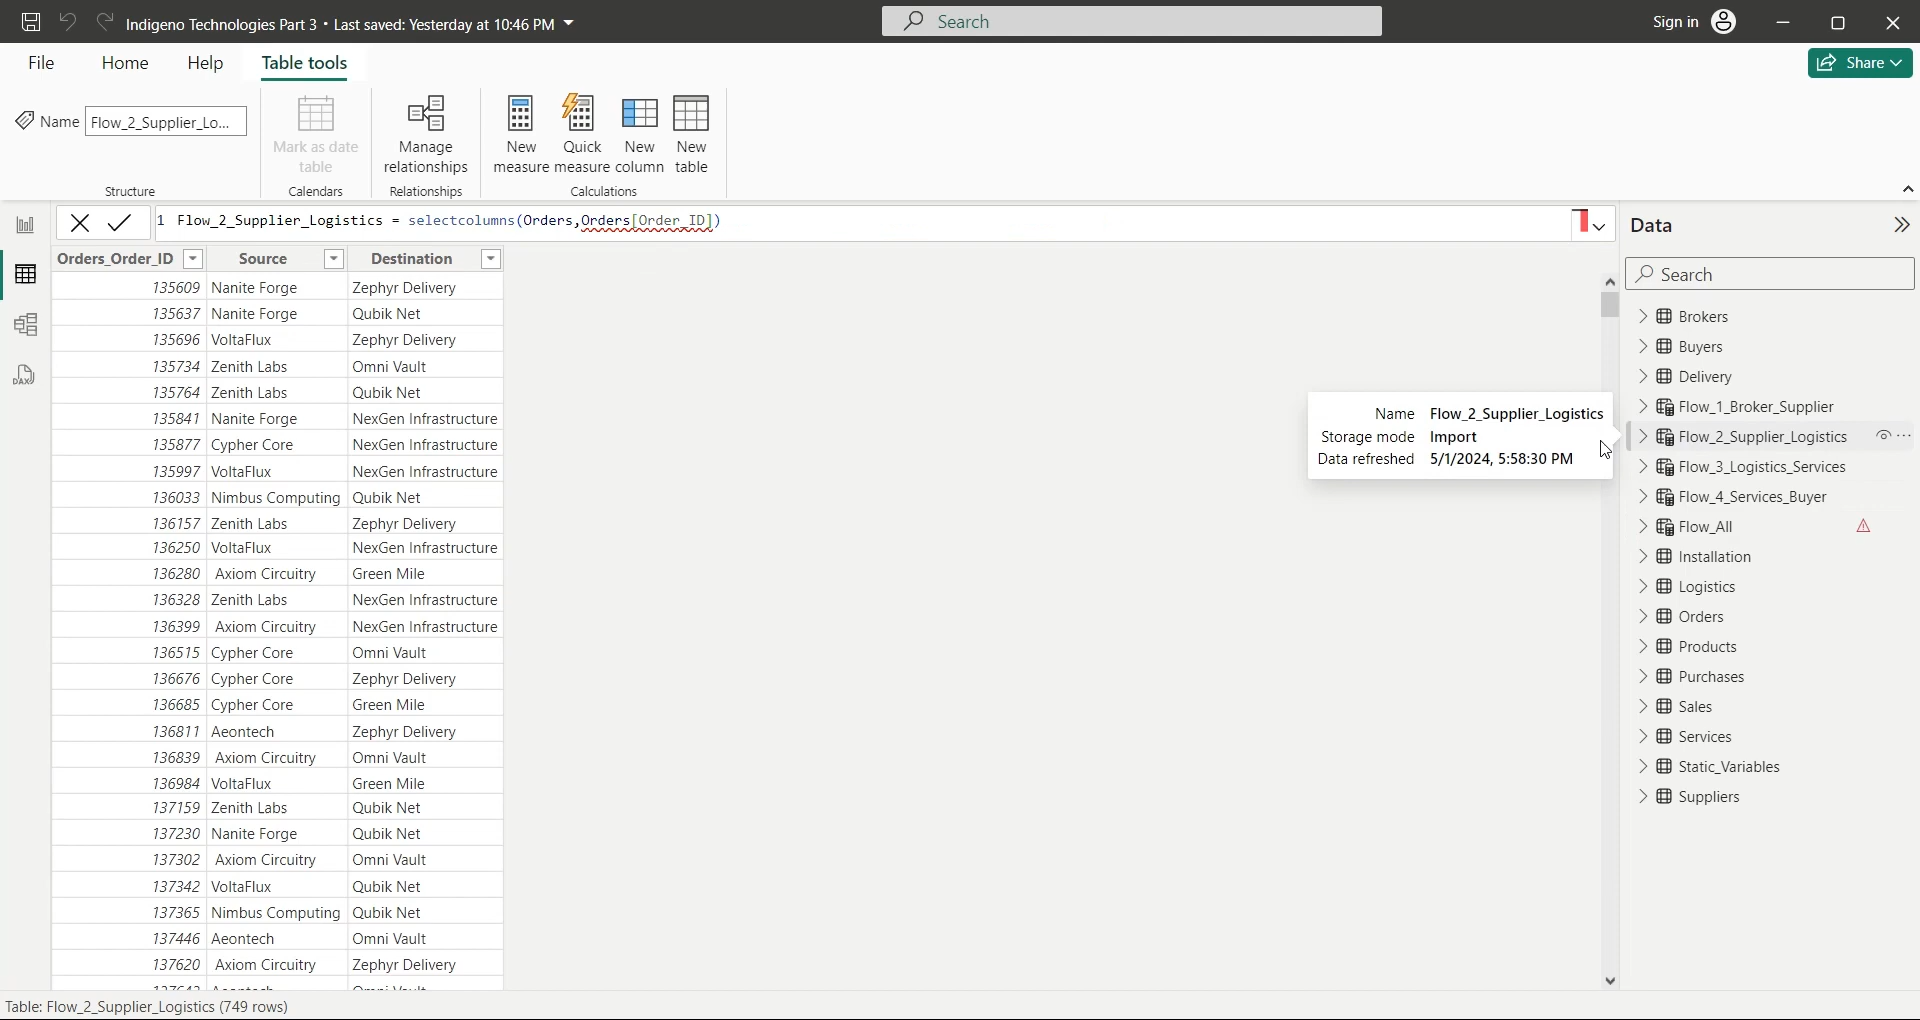 Indigeno Technologies Part 3 • Last saved: Yesterday at 10:46 PM
Search
Sign in
File
Home
Help
Table tools
Share
Name
Flow_2_Supplier_Lo...
Mark as date
table
Manage
relationships
New
measure
Quick
measure
New
column
New
table
Structure
Calendars
Relationships
Calculations
1 Flow_2_Supplier_Logistics = selectcolumns(Orders,Orders[Order_ID])
Orders_Order_ID Source Destination
135609 Nanite Forge Zephyr Delivery
135637 Nanite Forge Qubik Net
135696 VoltaFlux Zephyr Delivery
135734 Zenith Labs Omni Vault
135764 Zenith Labs Qubik Net
135841 Nanite Forge NexGen Infrastructure
135877 Cypher Core NexGen Infrastructure
135997 VoltaFlux NexGen Infrastructure
136033 Nimbus Computing Qubik Net
136157 Zenith Labs Zephyr Delivery
136250 VoltaFlux NexGen Infrastructure
136280 Axiom Circuitry Green Mile
136328 Zenith Labs NexGen Infrastructure
136399 Axiom Circuitry NexGen Infrastructure
136515 Cypher Core Omni Vault
136676 Cypher Core Zephyr Delivery
136685 Cypher Core Green Mile
136811 Aeontech Zephyr Delivery
136839 Axiom Circuitry Omni Vault
136984 VoltaFlux Green Mile
137159 Zenith Labs Qubik Net
137230 Nanite Forge Qubik Net
137302 Axiom Circuitry Omni Vault
137342 VoltaFlux Qubik Net
137365 Nimbus Computing Qubik Net
137446 Aeontech Omni Vault
137620 Axiom Circuitry Zephyr Delivery
Name Flow_2_Supplier_Logistics
Storage mode Import
Data refreshed 5/1/2024, 5:58:30 PM
DAX
Data
Search
Brokers
Buyers
Delivery
Flow_1_Broker_Supplier
Flow_2_Supplier_Logistics
Flow_3_Logistics_Services
Flow_4_Services_Buyer
Flow_All
Installation
Logistics
Orders
Products
Purchases
Sales
Services
Static_Variables
Suppliers
Table: Flow_2_Supplier_Logistics (749 rows)